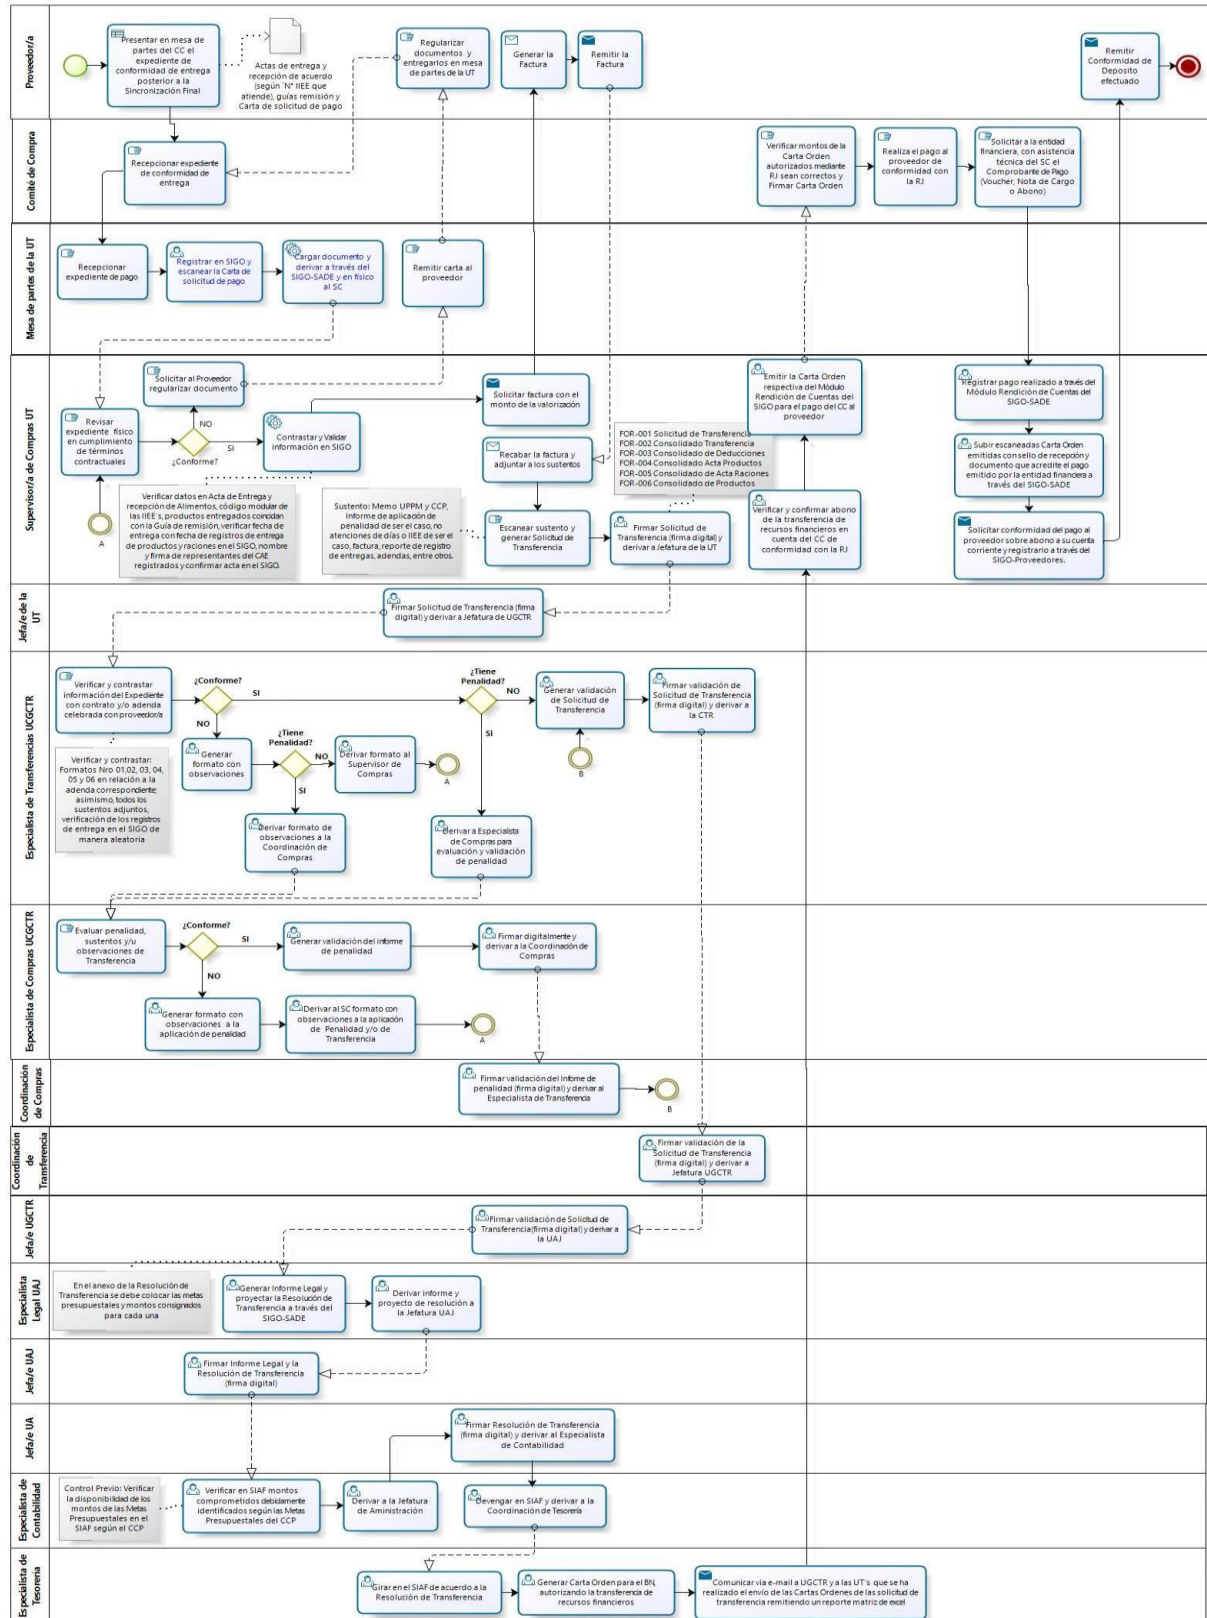 Proveedor/a
Presentar en mesa de
partes del CC el
expediente de
conformidad de entrega
posterior a la
Sincronización Final
Actas de entrega y
recepción de acuerdo
(según ´N° IIEE que
atiende), guías remisión y
Carta de solicitud de pago
Regularizar
documentos y
entregarlos en mesa
de partes de la UT
Generar la
Factura
Remitir la
Factura
Remitir
Conformidad de
Deposito
efectuado
Comité de Compra
Recepcionar expediente
de conformidad de
entrega
Verificar montos de la
Carta Orden
autorizados mediante
RJ sean correctos y
Firmar Carta Orden
Realiza el pago al
proveedor de
conformidad con
la RJ
Solicitar a la entidad
financiera, con asistencia
técnica del SC el
Comprobante de Pago
(Voucher, Nota de Cargo
o Abono)
Mesa de partes de la UT
Recepcionar
expediente de pago
Registrar en SIGO y
escanear la Carta de
solicitud de pago
Cargar documento y
derivar a través del
SIGO-SADE y en físico
al SC
Remitir carta al
proveedor
Supervisor/a de Compras UT
Solicitar al Proveedor
regularizar documento
Revisar
expediente físico
en cumplimiento
de términos
contractuales
NO
SI
¿Conforme?
Contrastar y Validar
información en SIGO
A
Verificar datos en Acta de Entrega y
recepción de Alimentos, código modular
de las IIEE´s, productos entregados coincidan
con la Guía de remisión, verificar fecha de
entrega con fecha de registros de entrega
de productos y raciones en el SIGO, nombre
y firma de representantes del CAE
registrados y confirmar acta en el SIGO.
Solicitar factura con el
monto de la valorización
Recabar la factura y
adjuntar a los sustentos
Sustento: Memo UPPM y CCP,
Informe de aplicación de
penalidad de ser el caso, no
atenciones de días o IIEE de ser el
caso, factura, reporte de registro
de entregas, adendas, entre otros.
Escanear sustento y
generar Solicitud de
Transferencia
FOR-001 Solicitud de Transferencia
FOR-002 Consolidado Transferencia
FOR-003 Consolidado de Deducciones
FOR-004 Consolidado Acta Productos
FOR-005 Consolidado de Acta Raciones
FOR-006 Consolidado de Productos
Firmar Solicitud de
Transferencia (firma digital) y
derivar a Jefatura de la UT
Emitir la Carta Orden
respectiva del Módulo
Rendición de Cuentas del
SIGO para el pago del CC al
proveedor
Verificar y confirmar abono
de la transferencia de
recursos financieros en
cuenta del CC de
conformidad con la RJ
Registrar pago realizado a través del
Módulo Rendición de Cuentas del
SIGO-SADE
Subir escaneadas Carta Orden
emitidas con sello de recepción y
documento que acredite el pago
emitido por la entidad financiera a
través del SIGO-SADE
Solicitar conformidad del pago al
proveedor sobre abono a su cuenta
corriente y registrarlo a través del
SIGO-Proveedores.
Jefa/e de la
UT
Firmar Solicitud de Transferencia (firma
digital) y derivar a Jefatura de UGCTR
Especialista de Transferencias UCGCTR
Verificar y contrastar
información del Expediente
con contrato y/o adenda
celebrada con proveedor/a
¿Conforme?
SI
NO
¿Tiene
Penalidad?
NO
SI
Generar validación
de Solicitud de
Transferencia
Firmar validación de
Solicitud de Transferencia
(firma digital) y derivar a
la CTR
B
Verificar y contrastar:
Formatos Nro 01,02, 03, 04,
05 y 06 en relación a la
adenda correspondiente;
asimismo, todos los
sustentos adjuntos,
verificación de los registros
de entrega en el SIGO de
manera aleatoria
Generar
formato con
observaciones
¿Tiene
Penalidad?
NO
SI
Derivar formato al
Supervisor de
Compras
A
Derivar formato de
observaciones a la
Coordinación de
Compras
Derivar a Especialista
de Compras para
evaluación y validación
de penalidad
Especialista de Compras UCGCTR
Evaluar penalidad,
sustentos y/u
observaciones de
Transferencia
¿Conforme?
SI
NO
Generar validación del informe
de penalidad
Firmar digitalmente y
derivar a la Coordinación de
Compras
Generar formato con
observaciones a la
aplicación de penalidad
Derivar al SC formato con
observaciones a la aplicación
de Penalidad y/o de
Transferencia
A
Coordinación
de Compras
Firmar validación del Informe de
penalidad (firma digital) y derivar al
Especialista de Transferencia
B
Coordinación
de
Transferencia
Firmar validación de la
Solicitud de Transferencia
(firma digital) y derivar a
Jefatura UGCTR
Jefa/e UGCTR
Firmar validación de Solicitud de
Transferencia(firma digital) y derivar a
la UAJ
Especialista
Legal UAJ
En el anexo de la Resolución de
Transferencia se debe colocar las metas
presupuestales y montos consignados
para cada una
Generar Informe Legal y
proyectar la Resolución de
Transferencia a través del
SIGO-SADE
Derivar informe y
proyecto de resolución a
la Jefatura UAJ
Jefa/e UAJ
Firmar Informe Legal y la
Resolución de Transferencia
(firma digital)
Jefa/e UA
Firmar Resolución de Transferencia
(firma digital) y derivar al Especialista
de Contabilidad
Especialista de
Contabilidad
Control Previo: Verificar
la disponibilidad de los
montos de las Metas
Presupuestales en el
SIAF según el CCP
Verificar en SIAF montos
comprometidos debidamente
identificados según las Metas
Presupuestales del CCP
Derivar a la Jefatura
de Aministración
Devengar en SIAF y derivar a la
Coordinación de Tesorería
Especialista de
Tesorería
Girar en el SIAF de acuerdo a la
Resolución de Transferencia
Generar Carta Orden para el BN,
autorizando la transferencia de
recursos financieros
Comunicar via e-mail a UGCTR y a las UT´s que se ha
realizado el envío de las Cartas Ordenes de las solicitud de
transferencia remitiendo un reporte matriz de excel